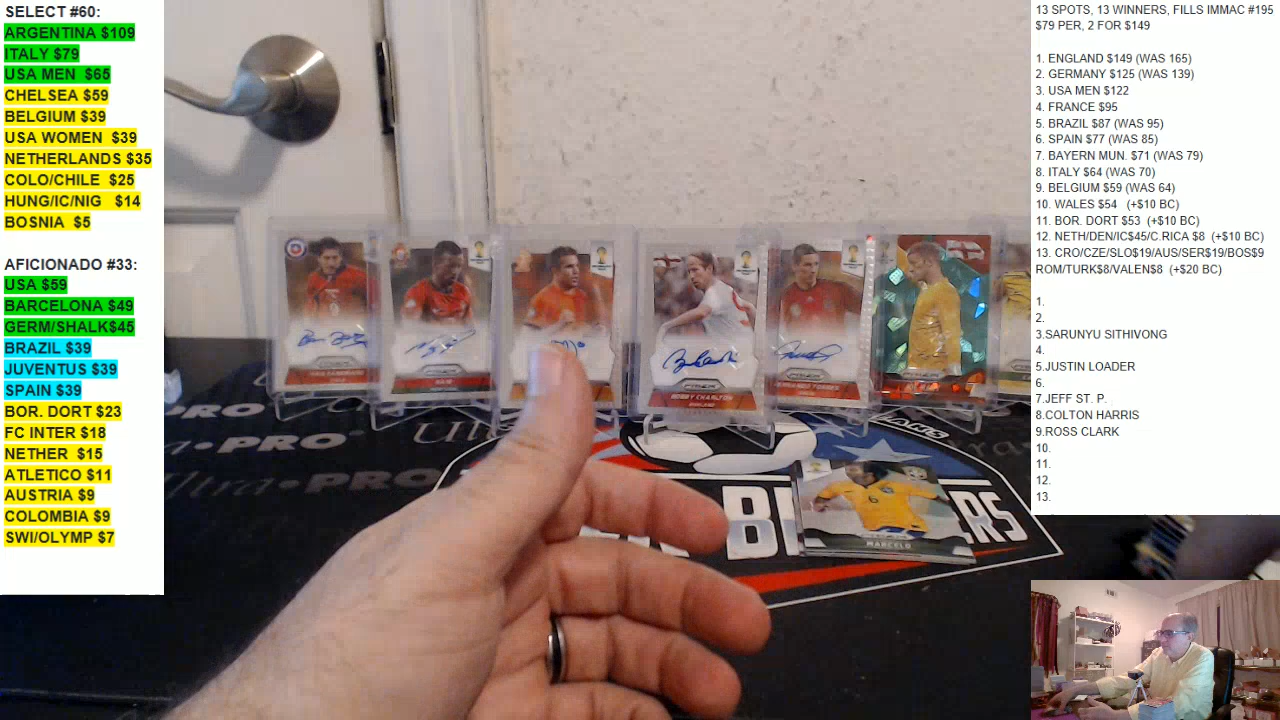 SELECT #60:
ARGENTINA $109
ITALY $79
USA MEN $65
CHELSEA $59
BELGIUM $39
USA WOMEN $39
NETHERLANDS $35
COLO/CHILE $25
HUNG/IC/NIG $14
BOSNIA $5
AFICIONADO #33:
USA $59
BARCELONA $49
GERM/SHALK$45
BRAZIL $39
JUVENTUS $39
SPAIN $39
BOR. DORT $23
FC INTER $18
NETHER $15
ATLETICO $11
AUSTRIA $9
COLOMBIA $9
SWI/OLYMP $7
13 SPOTS, 13 WINNERS, FILLS IMMAC #195
$79 PER, 2 FOR $149
1. ENGLAND $149 (WAS 165)
2. GERMANY $125 (WAS 139)
3. USA MEN $122
4. FRANCE $95
5. BRAZIL $87 (WAS 95)
6. SPAIN $77 (WAS 85)
7. BAYERN MUN. $71 (WAS 79)
8. ITALY $64 (WAS 70)
9. BELGIUM $59 (WAS 64)
10. WALES $54 (+$10 BC)
11. BOR. DORT $53 (+$10 BC)
12. NETH/DEN/IC$45/C.RICA $8 (+$10 BC)
13. CRO/CZE/SLO$19/AUS/SER$19/BOS$9
ROM/TURK$8/VALEN$8 (+$20 BC)
1.
2.
3.SARUNYU SITHIVONG
4.
5.JUSTIN LOADER
6.
7.JEFF ST. P.
8.COLTON HARRIS
9.ROSS CLARK
10.
11.
12.
13.
NANI
BOBBY CHARLTON
FERNANDO TORRES
PRO
Ultra PRO
6
MARCELO